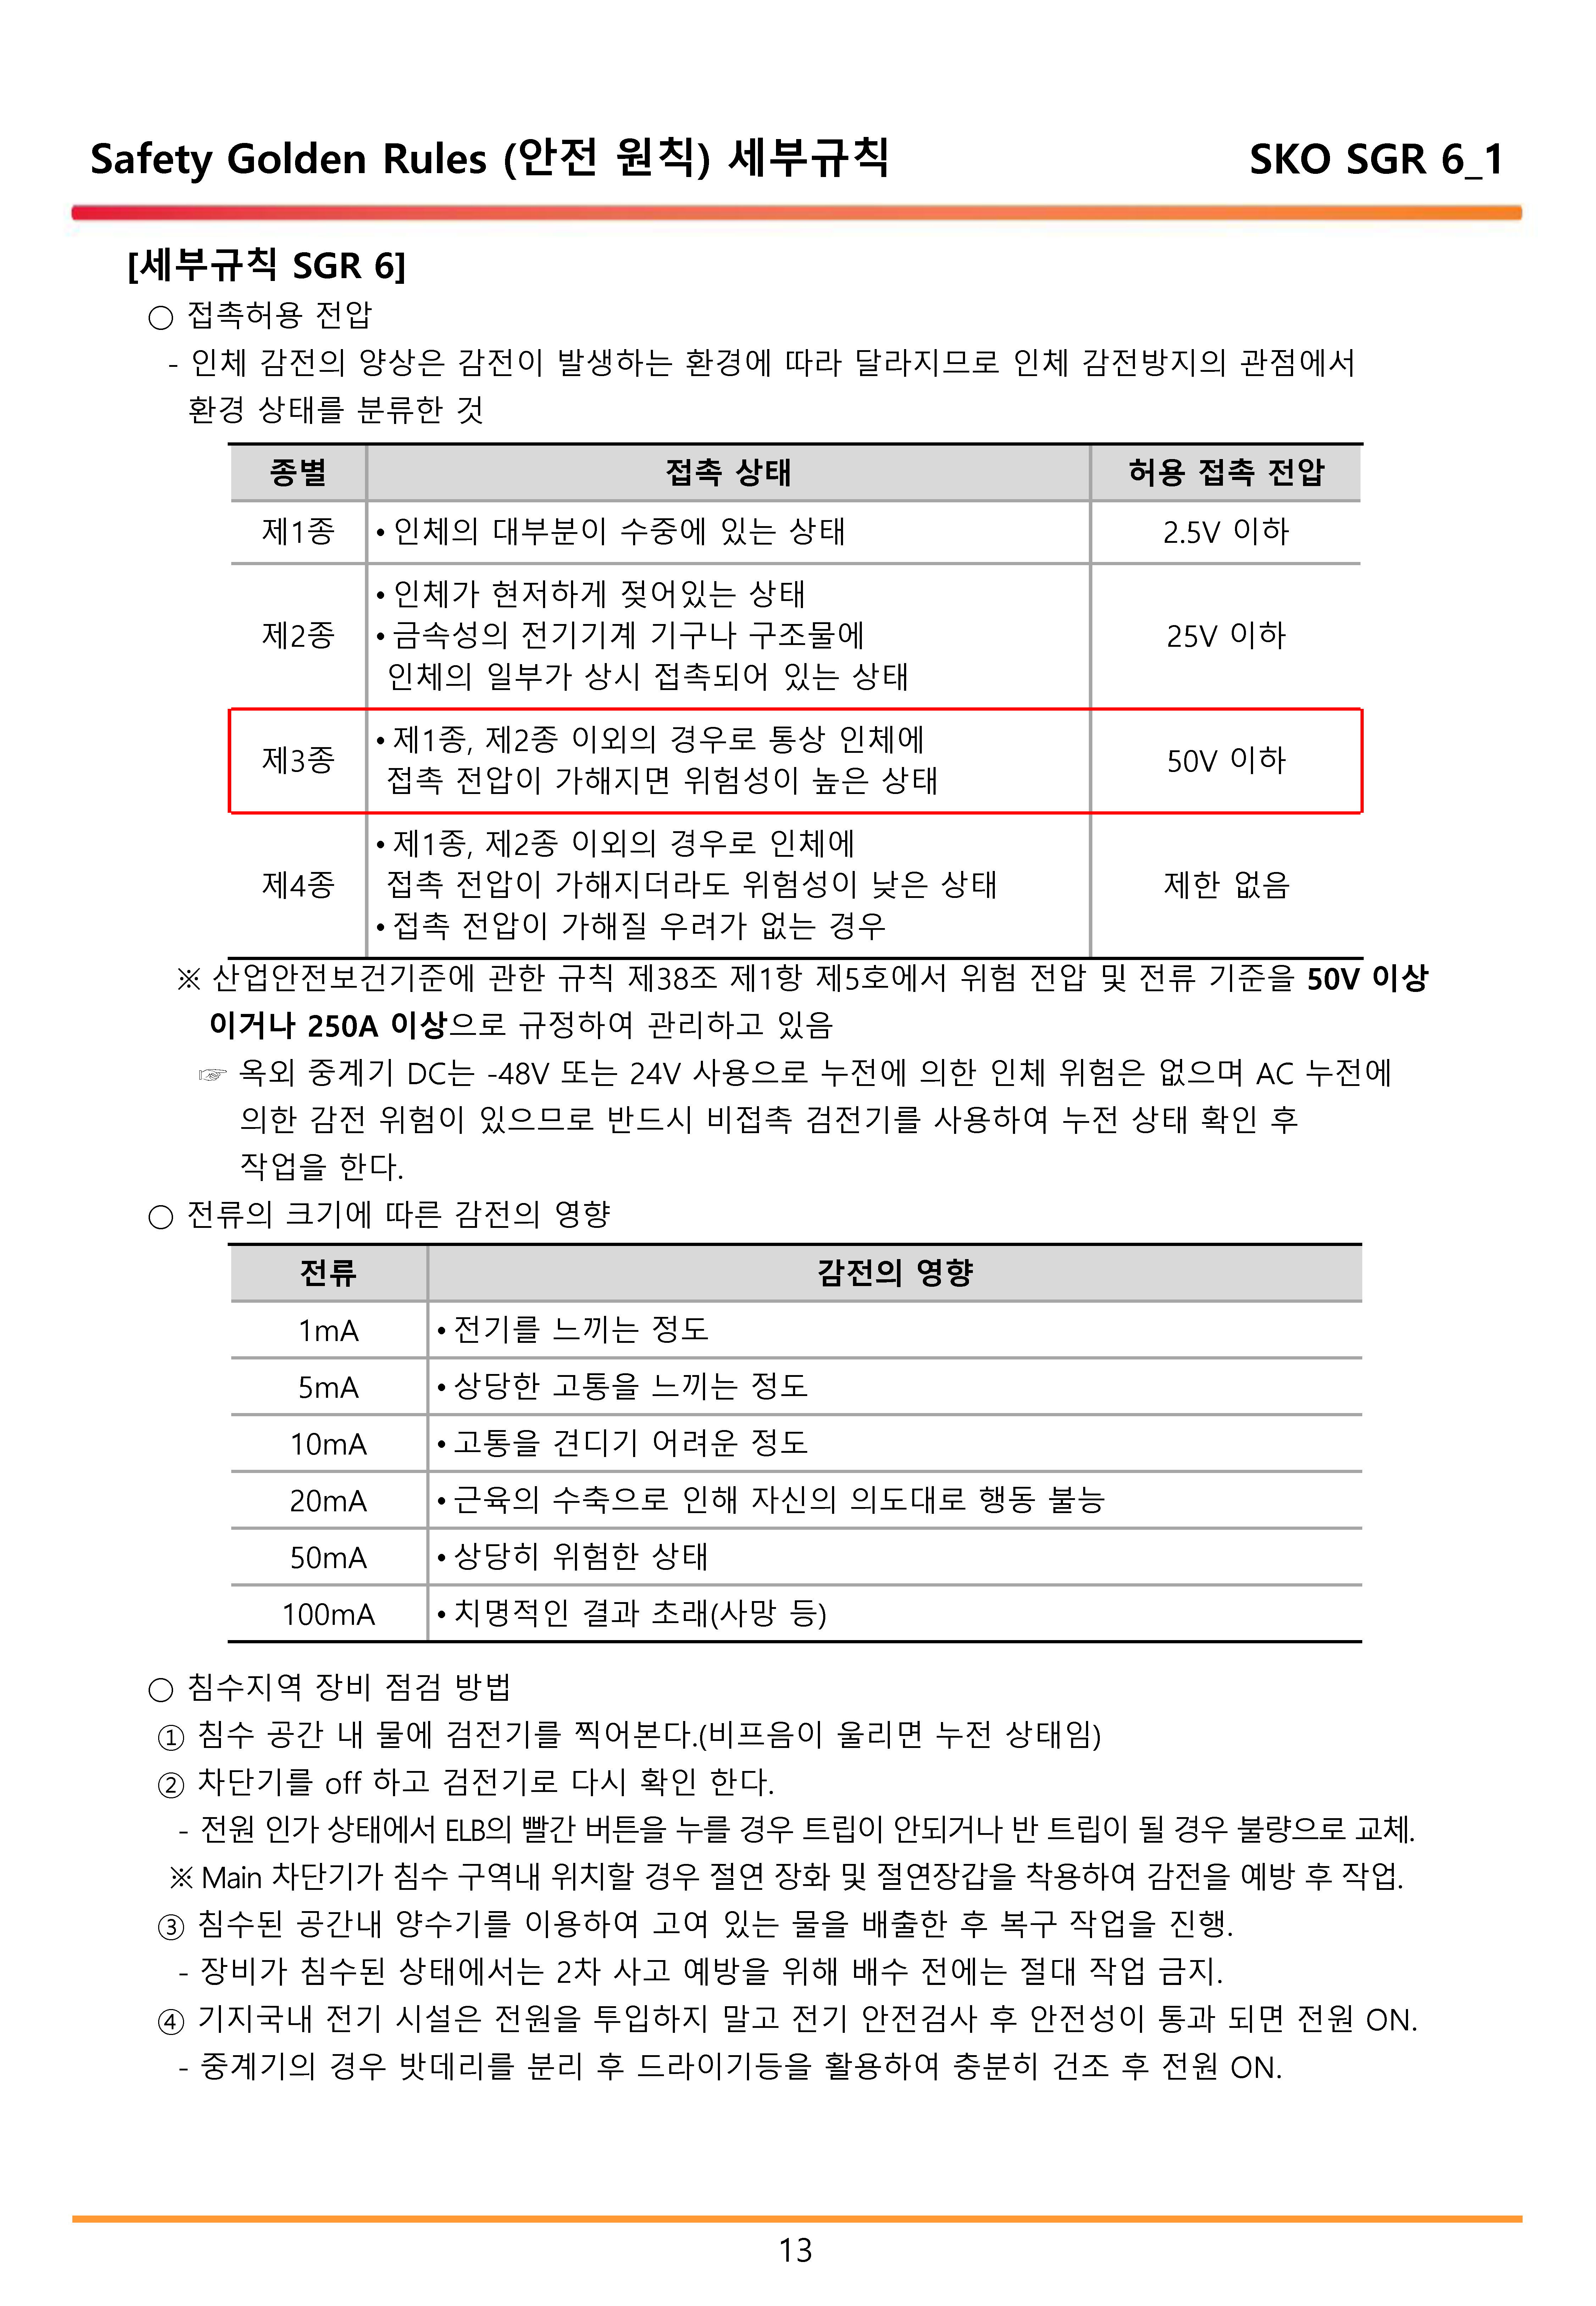 Safety Golden Rules (안전 원칙) 세부규칙
SKO SGR 6_1
[세부규칙 SGR 6]
○ 접촉허용 전압
- 인체 감전의 양상은 감전이 발생하는 환경에 따라 달라지므로 인체 감전방지의 관점에서
환경 상태를 분류한 것
종별 접촉 상태 허용 접촉 전압
제1종 • 인체의 대부분이 수중에 있는 상태 2.5V 이하
• 인체가 현저하게 젖어있는 상태
제2종 • 금속성의 전기기계 기구나 구조물에 25V 이하
인체의 일부가 상시 접촉되어 있는 상태
제3종 • 제1종, 제2종 이외의 경우로 통상 인체에 50V 이하
접촉 전압이 가해지면 위험성이 높은 상태
• 제1종, 제2종 이외의 경우로 인체에
제4종 접촉 전압이 가해지더라도 위험성이 낮은 상태 제한 없음
• 접촉 전압이 가해질 우려가 없는 경우
※ 산업안전보건기준에 관한 규칙 제38조 제1항 제5호에서 위험 전압 및 전류 기준을 50V 이상
이거나 250A 이상으로 규정하여 관리하고 있음
☞ 옥외 중계기 DC는 -48V 또는 24V 사용으로 누전에 의한 인체 위험은 없으며 AC 누전에
의한 감전 위험이 있으므로 반드시 비접촉 검전기를 사용하여 누전 상태 확인 후
작업을 한다.
○ 전류의 크기에 따른 감전의 영향
전류 감전의 영향
1mA • 전기를 느끼는 정도
5mA • 상당한 고통을 느끼는 정도
10mA • 고통을 견디기 어려운 정도
20mA • 근육의 수축으로 인해 자신의 의도대로 행동 불능
50mA • 상당히 위험한 상태
100mA • 치명적인 결과 초래(사망 등)
○ 침수지역 장비 점검 방법
① 침수 공간 내 물에 검전기를 찍어본다.(비프음이 울리면 누전 상태임)
② 차단기를 off 하고 검전기로 다시 확인 한다.
- 전원 인가 상태에서 ELB의 빨간 버튼을 누를 경우 트립이 안되거나 반 트립이 될 경우 불량으로 교체.
※ Main 차단기가 침수 구역내 위치할 경우 절연 장화 및 절연장갑을 착용하여 감전을 예방 후 작업.
③ 침수된 공간내 양수기를 이용하여 고여 있는 물을 배출한 후 복구 작업을 진행.
- 장비가 침수된 상태에서는 2차 사고 예방을 위해 배수 전에는 절대 작업 금지.
④ 기지국내 전기 시설은 전원을 투입하지 말고 전기 안전검사 후 안전성이 통과 되면 전원 ON.
- 중계기의 경우 밧데리를 분리 후 드라이기등을 활용하여 충분히 건조 후 전원 ON.
13